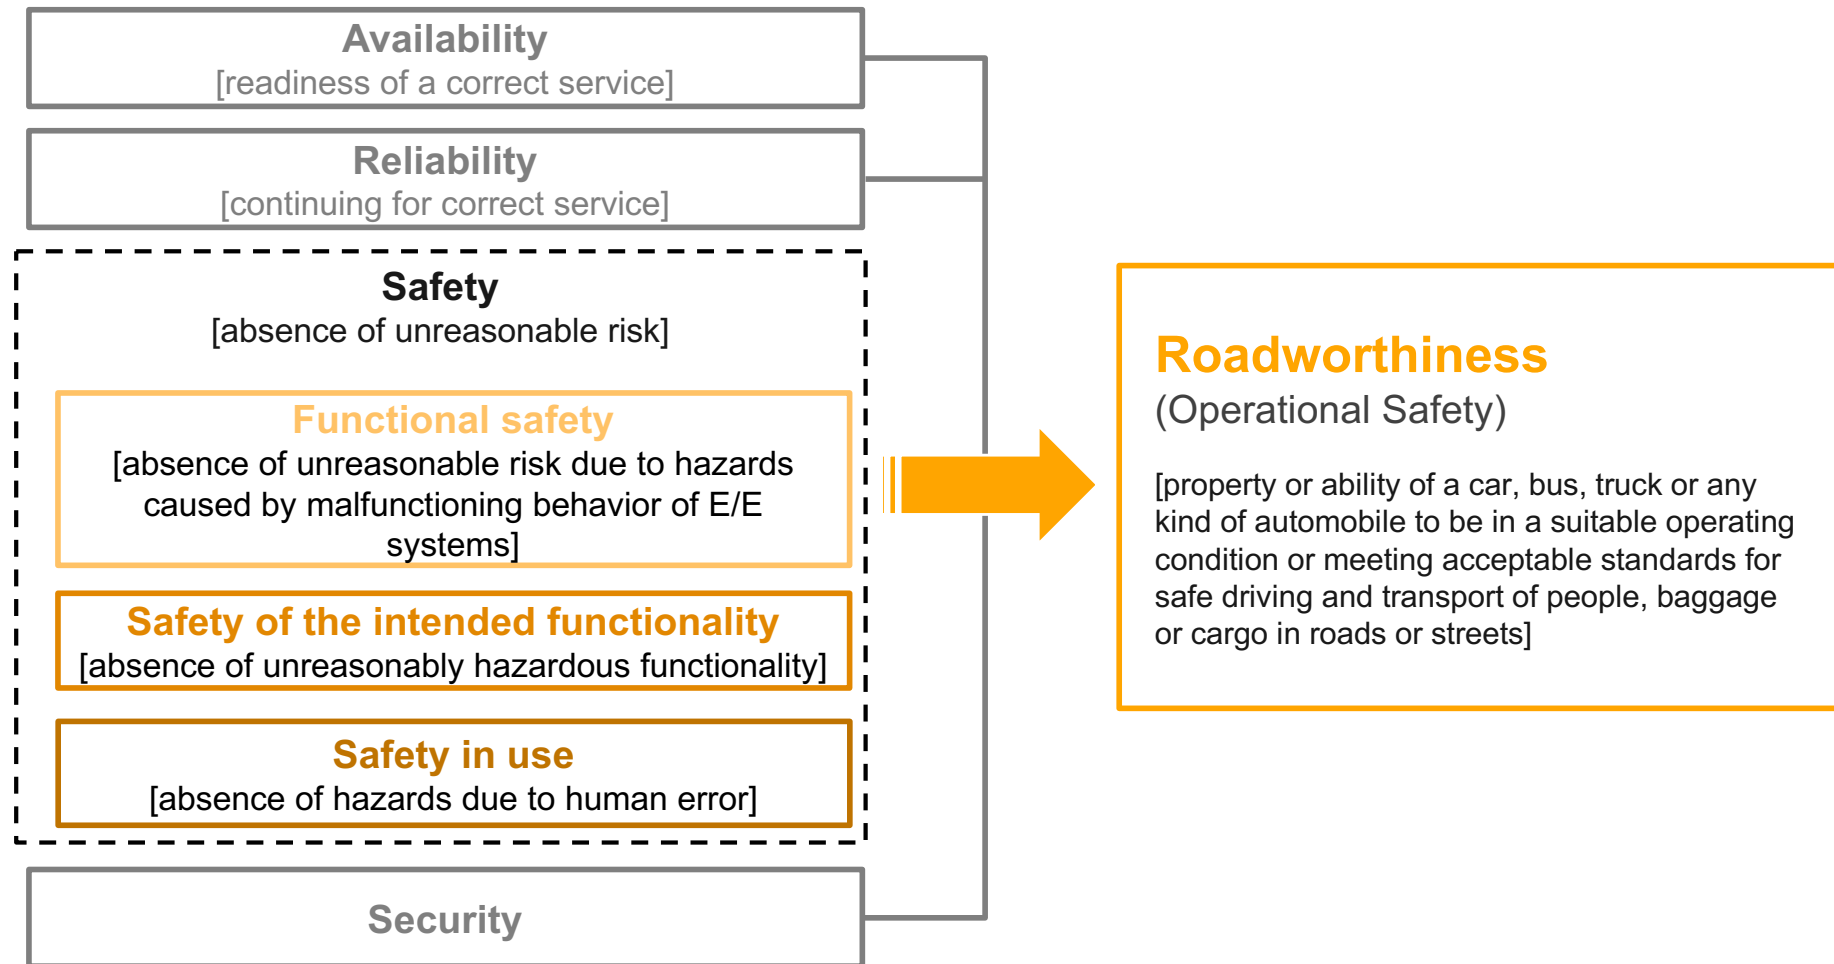 Availability
[readiness of a correct service]
Reliability
[continuing for correct service]
Safety
[absence of unreasonable risk]
Functional safety
[absence of unreasonable risk due to hazards
caused by malfunctioning behavior of E/E
systems]
Safety of the intended functionality
[absence of unreasonably hazardous functionality]
Safety in use
[absence of hazards due to human error]
Security
Roadworthiness
(Operational Safety)
[property or ability of a car, bus, truck or any
kind of automobile to be in a suitable operating
condition or meeting acceptable standards for
safe driving and transport of people, baggage
or cargo in roads or streets]